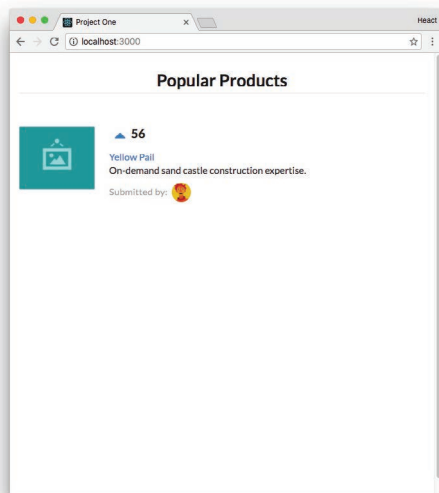 Project One
Heact
localhost:3000
Popular Products
56
Yellow Pail
On-demand sand castle construction expertise.
Submitted by: